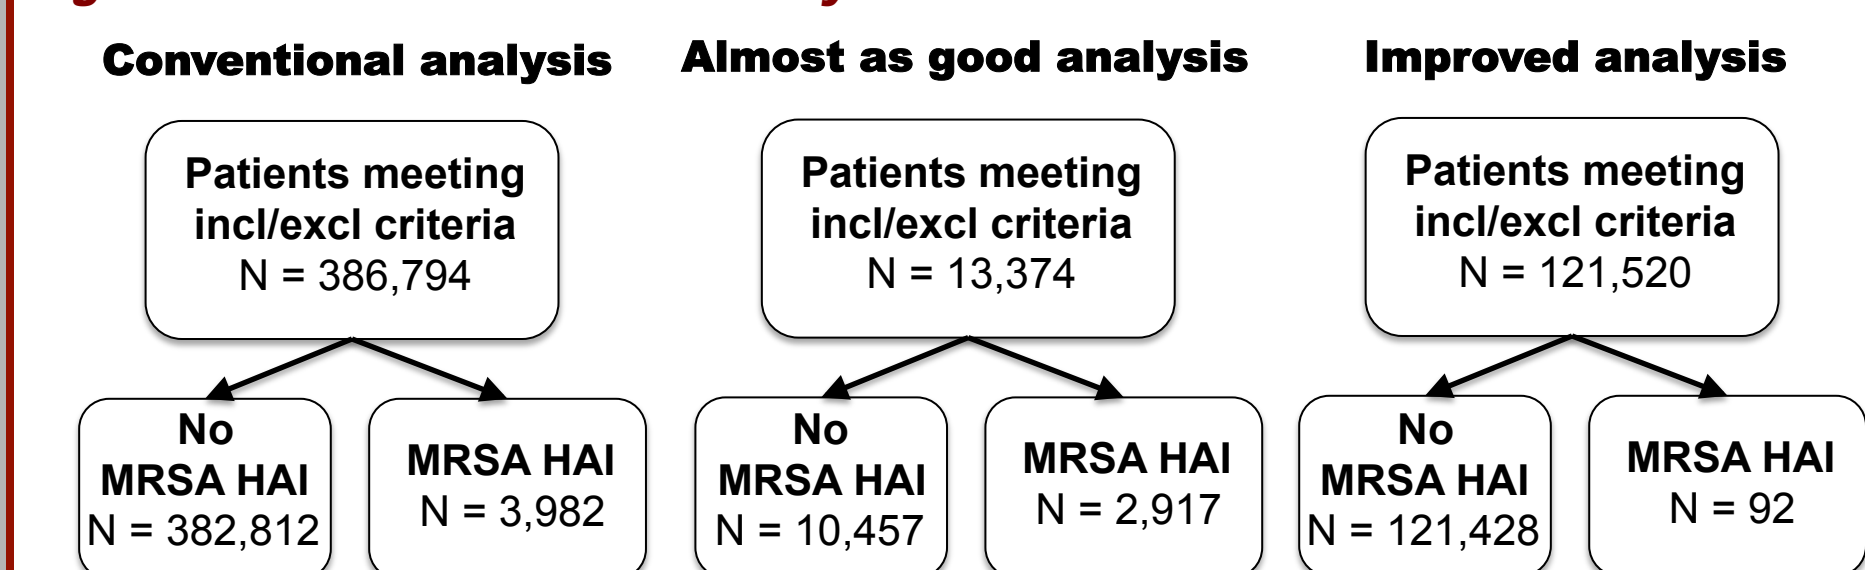 Conventional analysis
Patients meeting
incl/excl criteria
N = 386,794
No
MRSA HAI
N = 382,812
MRSA HAI
N = 3,982
Almost as good analysis
Patients meeting
incl/excl criteria
N = 13,374
No
MRSA HAI
N = 10,457
MRSA HAI
N = 2,917
Improved analysis
Patients meeting
incl/excl criteria
N = 121,520
No
MRSA HAI
N = 121,428
MRSA HAI
N = 92